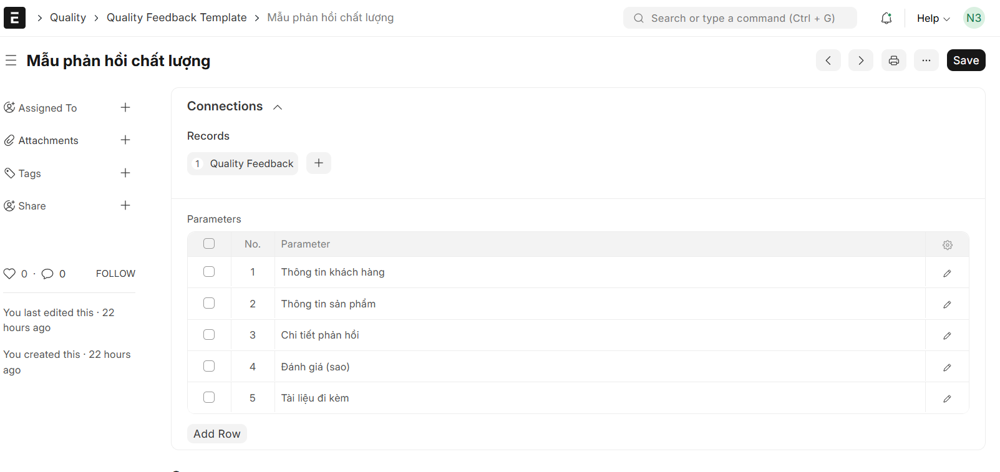 E
Quality
Quality Feedback Template
Mẫu phản hồi chất lượng
Search or type a command (Ctrl + G)
Help
N3
Mẫu phản hồi chất lượng
Save
Assigned To
Attachments
Tags
Share
0 · 0 FOLLOW
You last edited this · 22
hours ago
You created this · 22 hours
ago
Connections
Records
1 Quality Feedback
Parameters
No. Parameter
1 Thông tin khách hàng
2 Thông tin sản phẩm
3 Chi tiết phản hồi
4 Đánh giá (sao)
5 Tài liệu đi kèm
Add Row